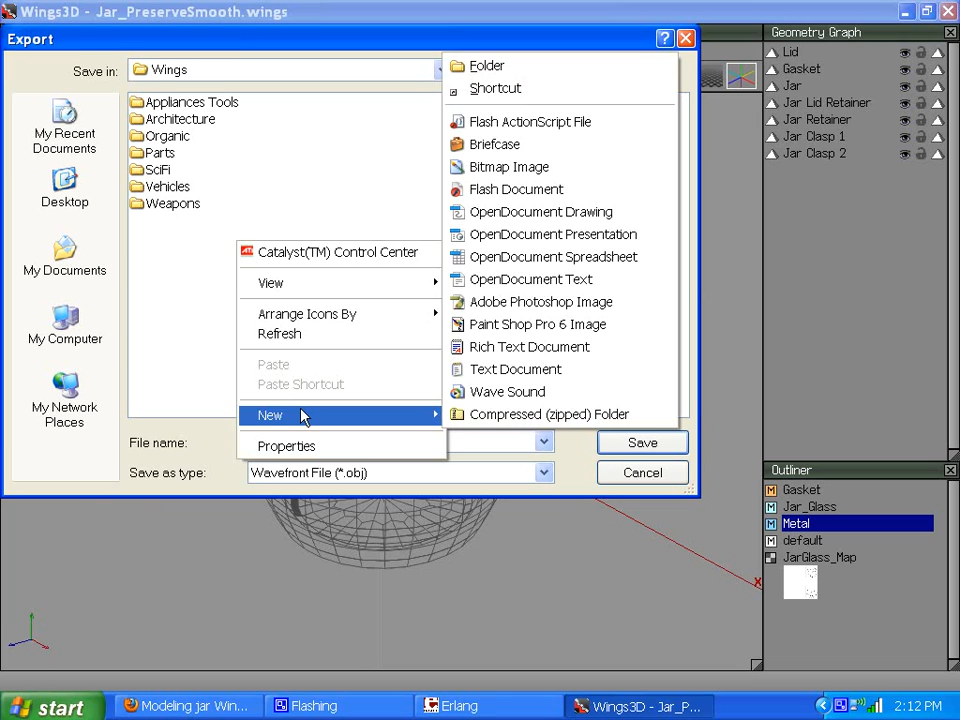 Wings3D - Jar_PreserveSmooth.wings
Export
Save in:
Wings
My Recent
Documents
Desktop
My Documents
My Computer
My Network
Places
Appliances Tools
Architecture
Organic
Parts
SciFi
Vehicles
Weapons
Catalyst(TM) Control Center
View
Arrange Icons By
Refresh
Paste
Paste Shortcut
New
Properties
Folder
Shortcut
Flash ActionScript File
Briefcase
Bitmap Image
Flash Document
OpenDocument Drawing
OpenDocument Presentation
OpenDocument Spreadsheet
OpenDocument Text
Adobe Photoshop Image
Paint Shop Pro 6 Image
Rich Text Document
Text Document
Wave Sound
Compressed (zipped) Folder
File name:
Save
Save as type:
Wavefront File (*.obj)
Cancel
Geometry Graph
Lid
Gasket
Jar
Jar Lid Retainer
Jar Retainer
Jar Clasp 1
Jar Clasp 2
Outliner
M Gasket
M Jar_Glass
M Metal
M default
JarGlass_Map
X
start
Modeling jar Win...
Flashing
Erlang
Wings3D - Jar_P...
2:12 PM